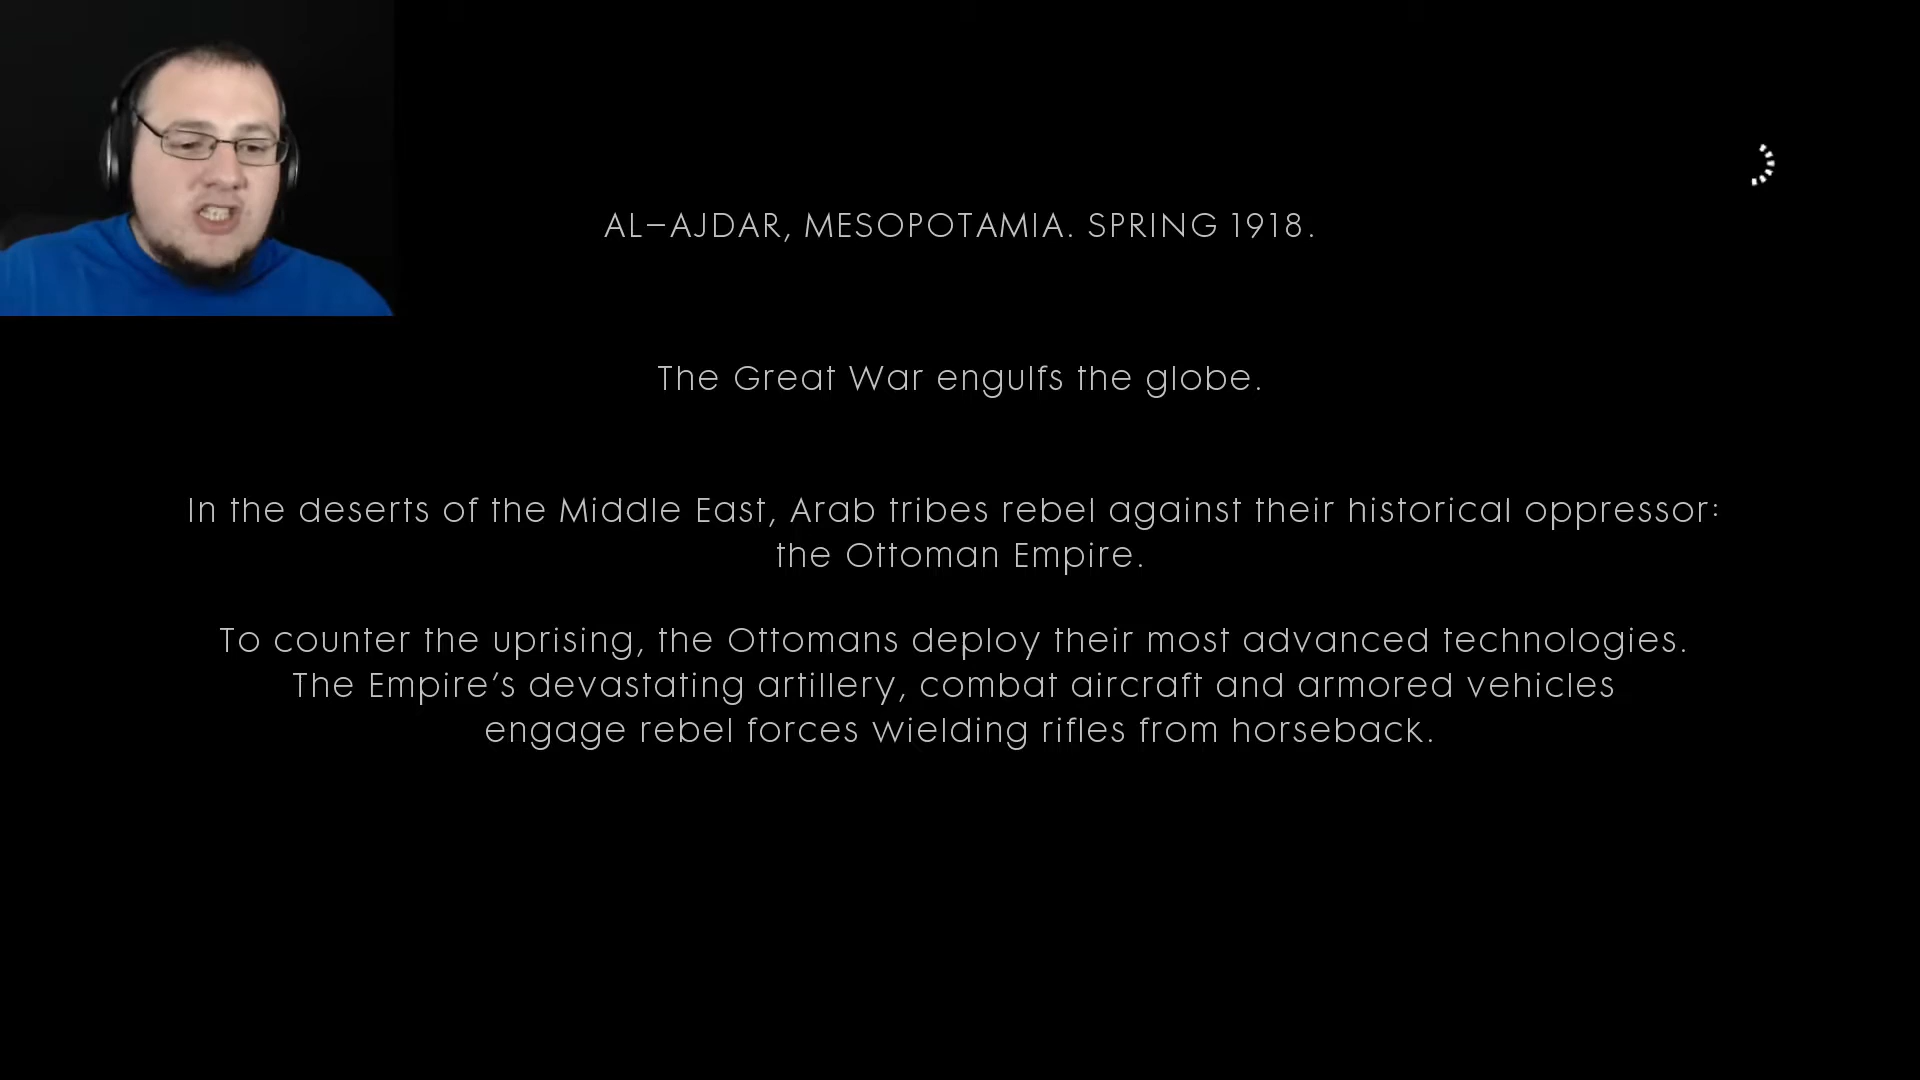 AL–AJDAR, MESOPOTAMIA. SPRING 1918.
The Great War engulfs the globe.
In the deserts of the Middle East, Arab tribes rebel against their historical oppressor:
the Ottoman Empire.
To counter the uprising, the Ottomans deploy their most advanced technologies.
The Empire’s devastating artillery, combat aircraft and armored vehicles
engage rebel forces wielding rifles from horseback.